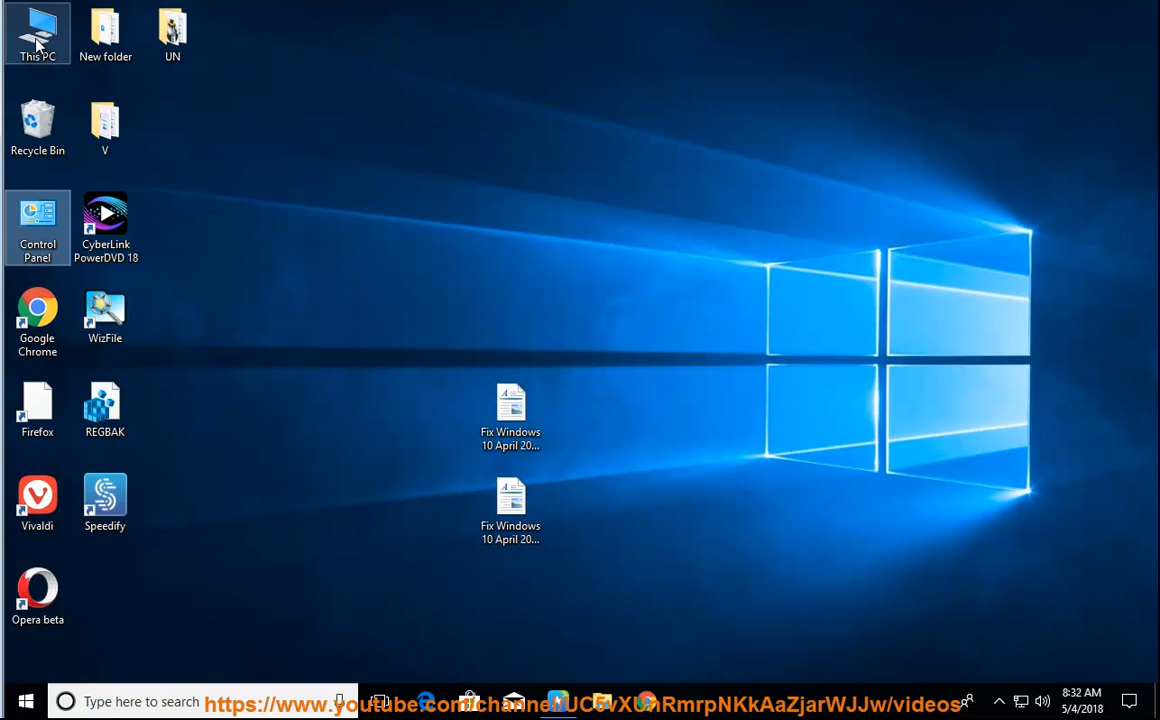 This PC
New folder
UN
Recycle Bin
V
Control
Panel
CyberLink
PowerDVD 18
Google
Chrome
WizFile
Firefox
REGBAK
Fix Windows
10 April 20...
Vivaldi
Speedify
Fix Windows
10 April 20...
Opera beta
Type here to search
8:32 AM
5/4/2018